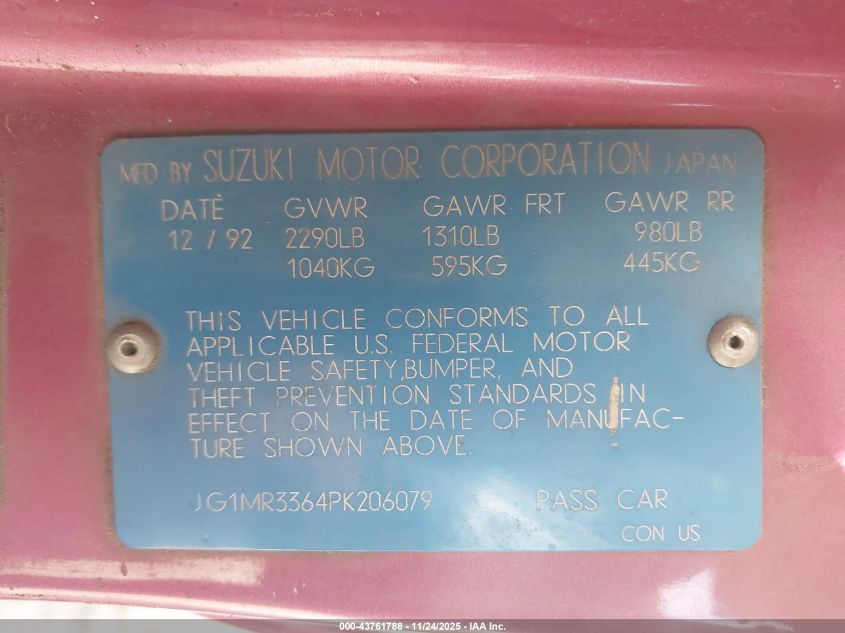 MFD BY SUZUKI MOTOR CORPORATION JAPAN
DATE GVWR GAWR FRT GAWR RR
12 / 92 2290LB 1310LB 980LB
1040KG 595KG 445KG
THIS VEHICLE CONFORMS TO ALL
APPLICABLE U.S. FEDERAL MOTOR
VEHICLE SAFETY,BUMPER, AND
THEFT PREVENTION STANDARDS IN
EFFECT ON THE DATE OF MANUFAC-
TURE SHOWN ABOVE.
JG1MR3364PK206079 PASS CAR
CON US
000-43761788 - 11/24/2025 - IAA Inc.